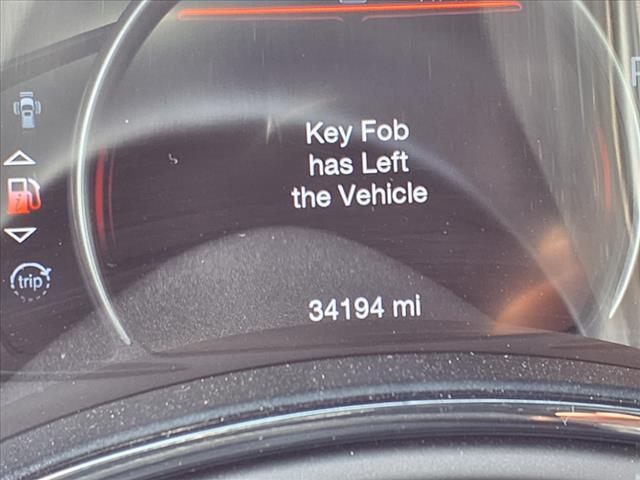 Key Fob
has Left
the Vehicle
trip
34194 mi